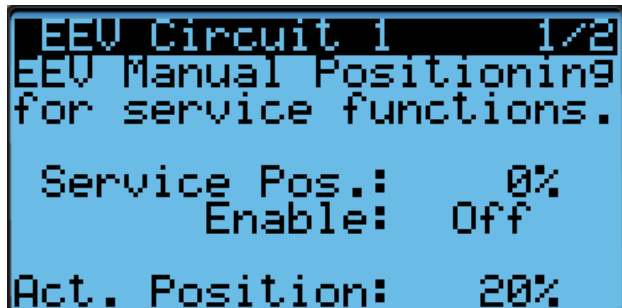 EEV Circuit 1 1/2
EEV Manual Positioning
for service functions.
Service Pos.: 0%
Enable: Off
Act. Position: 20%